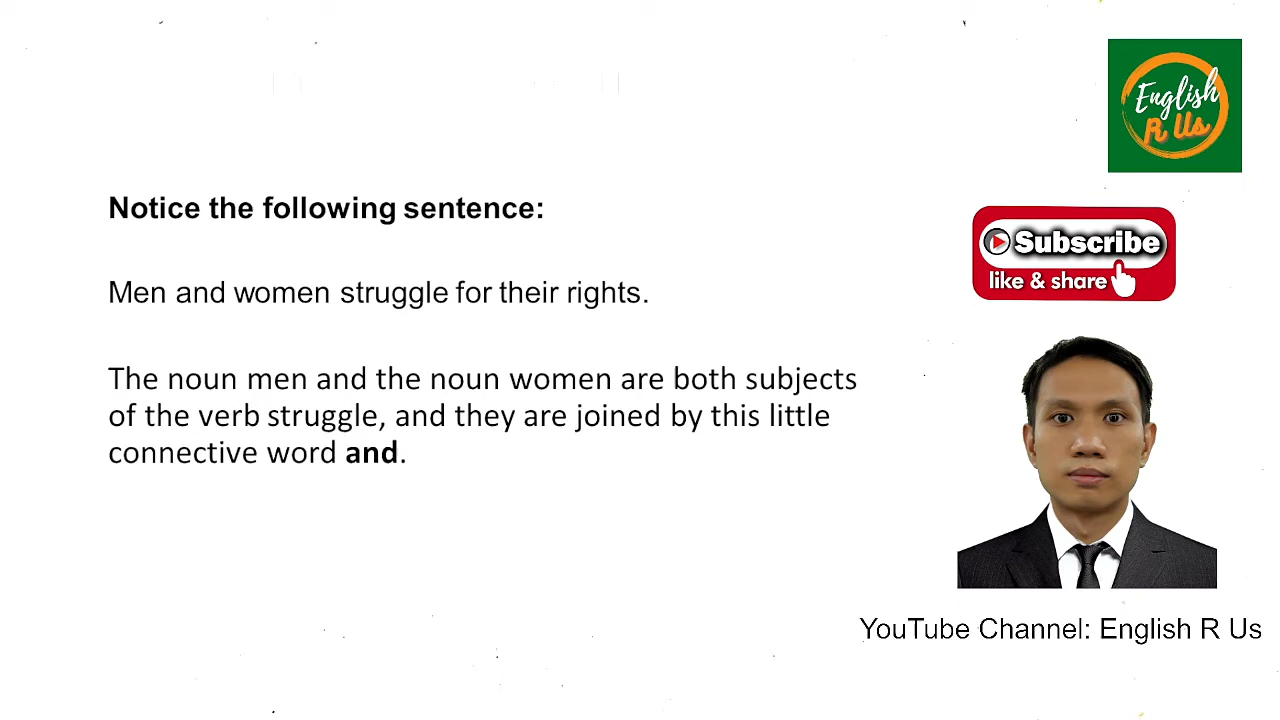 English
R Us
Notice the following sentence:
Subscribe
like & share
Men and women struggle for their rights.
The noun men and the noun women are both subjects
of the verb struggle, and they are joined by this little
connective word and.
YouTube Channel: English R Us